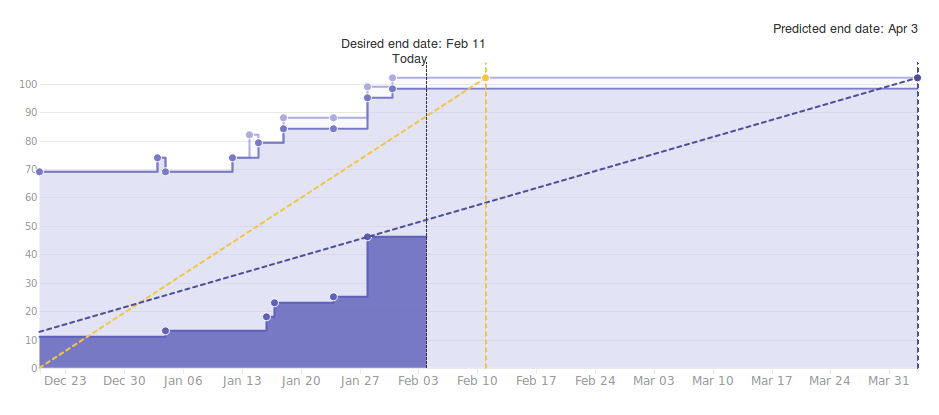 Predicted end date: Apr 3
Desired end date: Feb 11
Today
100
90
80
70
60
50
40
30
20
10
0
Dec 23 Dec 30 Jan 06 Jan 13 Jan 20 Jan 27 Feb 03 Feb 10 Feb 17 Feb 24 Mar 03 Mar 10 Mar 17 Mar 24 Mar 31